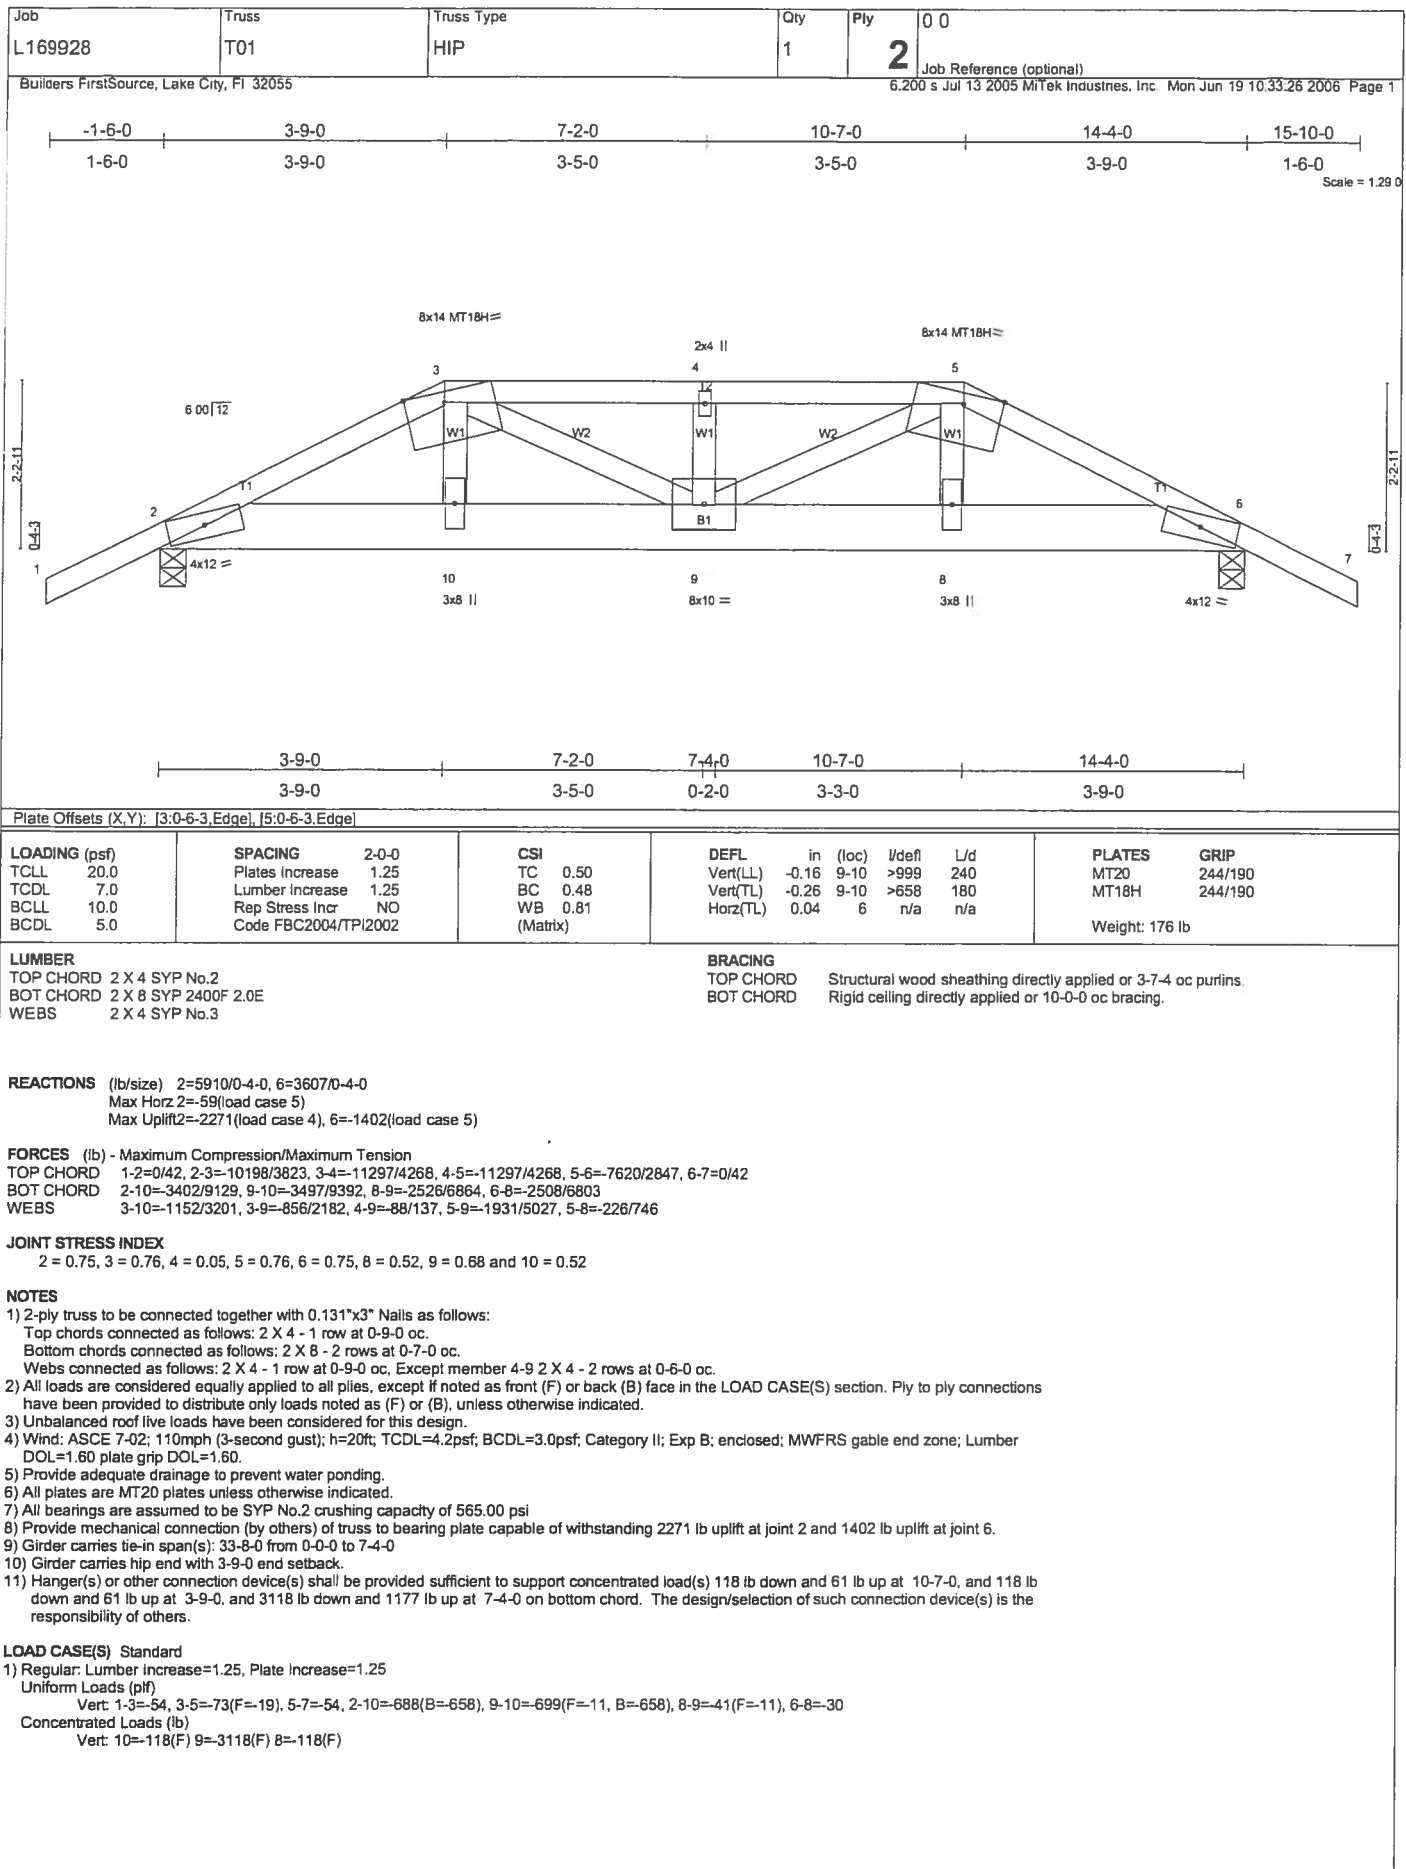 Job
Truss
Truss Type
Qty
Ply
0 0
L169928
T01
HIP
1
2
Job Reference (optional)
Builders FirstSource, Lake City, Fl 32055
6.200 s Jul 13 2005 MiTek Industries, Inc. Mon Jun 19 10:33:26 2006 Page 1
-1-6-0 3-9-0 7-2-0 10-7-0 14-4-0 15-10-0
1-6-0 3-9-0 3-5-0 3-5-0 3-9-0 1-6-0
Scale = 1:29.0
8x14 MT18H=
8x14 MT18H=
2x4 ||
3
4
5
T2
6.00 12
W1 W2 W1 W2 W1
2-2-11
2-2-11
T1
T1
2
6
B1
0-4-3
0-4-3
1
7
4x12 =
10
9
8
3x8 ||
8x10 =
3x8 ||
4x12 =
3-9-0 7-2-0 7-4-0 10-7-0 14-4-0
3-9-0 3-5-0 0-2-0 3-3-0 3-9-0
Plate Offsets (X,Y): [3:0-6-3,Edge], [5:0-6-3,Edge]
LOADING (psf)
TCLL 20.0
TCDL 7.0
BCLL 10.0
BCDL 5.0
SPACING 2-0-0
Plates Increase 1.25
Lumber Increase 1.25
Rep Stress Incr NO
Code FBC2004/TPI2002
CSI
TC 0.50
BC 0.48
WB 0.81
(Matrix)
DEFL in (loc) l/defl L/d
Vert(LL) -0.16 9-10 >999 240
Vert(TL) -0.26 9-10 >658 180
Horz(TL) 0.04 6 n/a n/a
PLATES GRIP
MT20 244/190
MT18H 244/190
Weight: 176 lb
LUMBER
TOP CHORD 2 X 4 SYP No.2
BOT CHORD 2 X 8 SYP 2400F 2.0E
WEBS 2 X 4 SYP No.3
BRACING
TOP CHORD Structural wood sheathing directly applied or 3-7-4 oc purlins.
BOT CHORD Rigid ceiling directly applied or 10-0-0 oc bracing.
REACTIONS (lb/size) 2=5910/0-4-0, 6=3607/0-4-0
Max Horz 2=-59(load case 5)
Max Uplift2=-2271(load case 4), 6=-1402(load case 5)
FORCES (lb) - Maximum Compression/Maximum Tension
TOP CHORD 1-2=0/42, 2-3=-10198/3823, 3-4=-11297/4268, 4-5=-11297/4268, 5-6=-7620/2847, 6-7=0/42
BOT CHORD 2-10=-3402/9129, 9-10=-3497/9392, 8-9=-2526/6864, 6-8=-2508/6803
WEBS 3-10=-1152/3201, 3-9=-856/2182, 4-9=-88/137, 5-9=-1931/5027, 5-8=-226/746
JOINT STRESS INDEX
2 = 0.75, 3 = 0.76, 4 = 0.05, 5 = 0.76, 6 = 0.75, 8 = 0.52, 9 = 0.68 and 10 = 0.52
NOTES
1) 2-ply truss to be connected together with 0.131"x3" Nails as follows:
Top chords connected as follows: 2 X 4 - 1 row at 0-9-0 oc.
Bottom chords connected as follows: 2 X 8 - 2 rows at 0-7-0 oc.
Webs connected as follows: 2 X 4 - 1 row at 0-9-0 oc, Except member 4-9 2 X 4 - 2 rows at 0-6-0 oc.
2) All loads are considered equally applied to all plies, except if noted as front (F) or back (B) face in the LOAD CASE(S) section. Ply to ply connections
have been provided to distribute only loads noted as (F) or (B), unless otherwise indicated.
3) Unbalanced roof live loads have been considered for this design.
4) Wind: ASCE 7-02; 110mph (3-second gust); h=20ft; TCDL=4.2psf; BCDL=3.0psf; Category II; Exp B; enclosed; MWFRS gable end zone; Lumber
DOL=1.60 plate grip DOL=1.60.
5) Provide adequate drainage to prevent water ponding.
6) All plates are MT20 plates unless otherwise indicated.
7) All bearings are assumed to be SYP No.2 crushing capacity of 565.00 psi
8) Provide mechanical connection (by others) of truss to bearing plate capable of withstanding 2271 lb uplift at joint 2 and 1402 lb uplift at joint 6.
9) Girder carries tie-in span(s): 33-8-0 from 0-0-0 to 7-4-0
10) Girder carries hip end with 3-9-0 end setback.
11) Hanger(s) or other connection device(s) shall be provided sufficient to support concentrated load(s) 118 lb down and 61 lb up at 10-7-0, and 118 lb
down and 61 lb up at 3-9-0, and 3118 lb down and 1177 lb up at 7-4-0 on bottom chord. The design/selection of such connection device(s) is the
responsibility of others.
LOAD CASE(S) Standard
1) Regular: Lumber Increase=1.25, Plate Increase=1.25
Uniform Loads (plf)
Vert: 1-3=-54, 3-5=-73(F=-19), 5-7=-54, 2-10=-688(B=-658), 9-10=-699(F=-11, B=-658), 8-9=-41(F=-11), 6-8=-30
Concentrated Loads (lb)
Vert: 10=-118(F) 9=-3118(F) 8=-118(F)